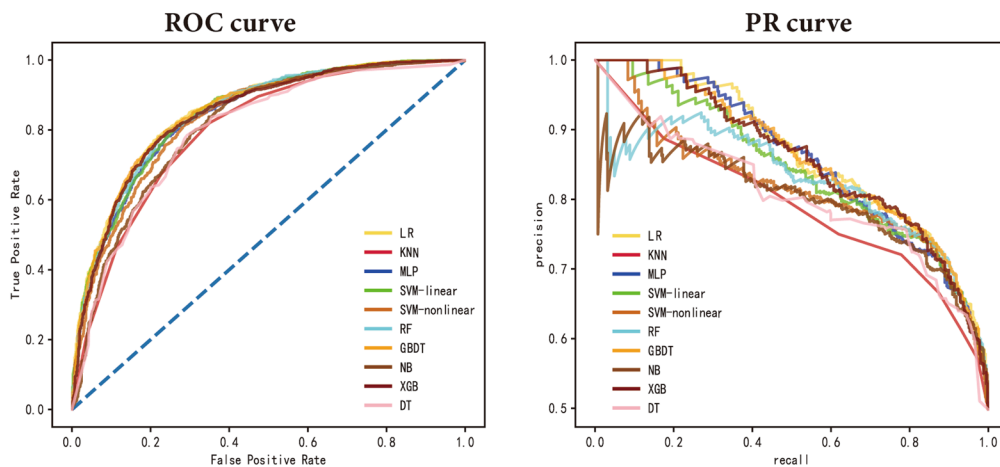 ROC curve
1.0
0.8
0.6
0.4
0.2
0.0
True Positive Rate
LR
KNN
MLP
SVM-linear
SVM-nonlinear
RF
GBDT
NB
XGB
DT
0.0 0.2 0.4 0.6 0.8 1.0
False Positive Rate
PR curve
1.0
0.9
0.8
0.7
0.6
0.5
precision
LR
KNN
MLP
SVM-linear
SVM-nonlinear
RF
GBDT
NB
XGB
DT
0.0 0.2 0.4 0.6 0.8 1.0
recall